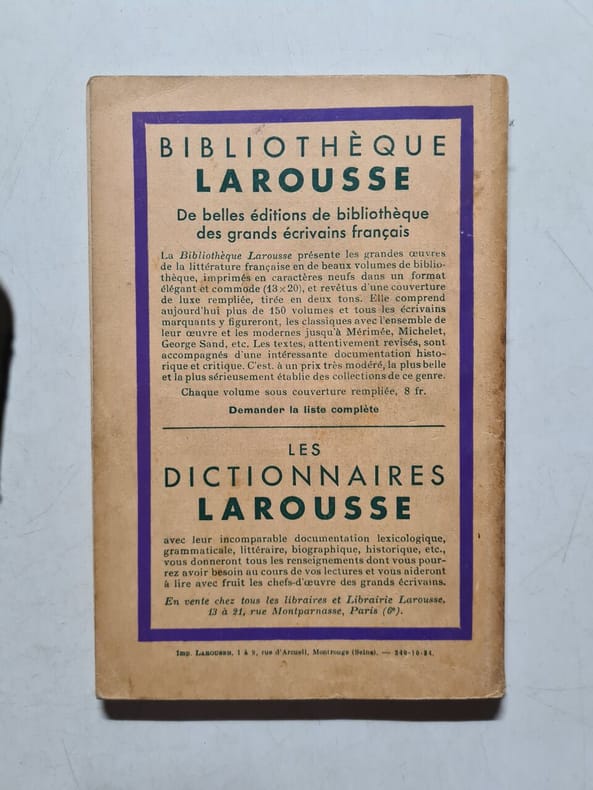 BIBLIOTHÈQUE
LAROUSSE
De belles éditions de bibliothèque
des grands écrivains français
La Bibliothèque Larousse présente les grandes œuvres
de la littérature française en de beaux volumes de biblio-
thèque, imprimés en caractères neufs dans un format
élégant et commode (13×20), et revêtus d'une couverture
de luxe rempliée, tirée en deux tons. Elle comprend
aujourd'hui plus de 150 volumes et tous les écrivains
marquants y figureront, les classiques avec l'ensemble de
leur œuvre et les modernes jusqu'à Mérimée, Michelet,
George Sand, etc. Les textes, attentivement revisés, sont
accompagnés d'une intéressante documentation histo-
rique et critique. C'est, à un prix très modéré, la plus belle
et la plus sérieusement établie des collections de ce genre.
Chaque volume sous couverture rempliée, 8 fr.
Demander la liste complète
LES
DICTIONNAIRES
LAROUSSE
avec leur incomparable documentation lexicologique,
grammaticale, littéraire, biographique, historique, etc.,
vous donneront tous les renseignements dont vous pour-
rez avoir besoin au cours de vos lectures et vous aideront
à lire avec fruit les chefs-d'œuvre des grands écrivains.
En vente chez tous les libraires et Librairie Larousse,
13 à 21, rue Montparnasse, Paris (6e).
Imp. LAROUSSE, 1 à 9, rue d'Arcueil, Montrouge (Seine). — 249-10-34.